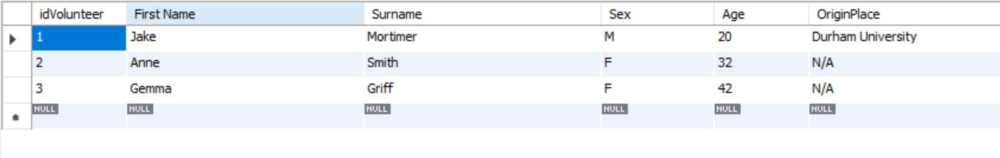 idVolunteer First Name Surname Sex Age OriginPlace
1 Jake Mortimer M 20 Durham University
2 Anne Smith F 32 N/A
3 Gemma Griff F 42 N/A
NULL NULL NULL NULL NULL NULL